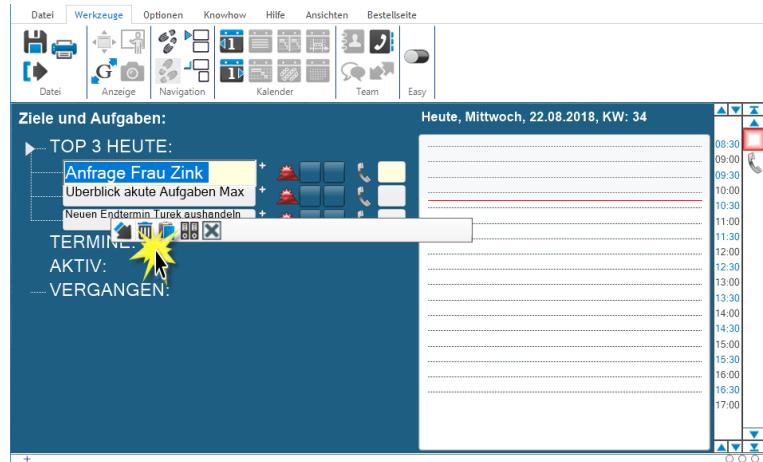 Datei Werkzeuge Optionen Knowhow Hilfe Ansichten Bestellseite
Datei Anzeige Navigation Kalender Team Easy
Ziele und Aufgaben:
TOP 3 HEUTE:
Anfrage Frau Zink
Überblick akute Aufgaben Max
Neuen Endtermin Turek aushandeln
TERMINE:
AKTIV:
VERGANGEN:
Heute, Mittwoch, 22.08.2018, KW: 34
08:30
09:00
09:30
10:00
10:30
11:00
11:30
12:00
12:30
13:00
13:30
14:00
14:30
15:00
15:30
16:00
16:30
17:00